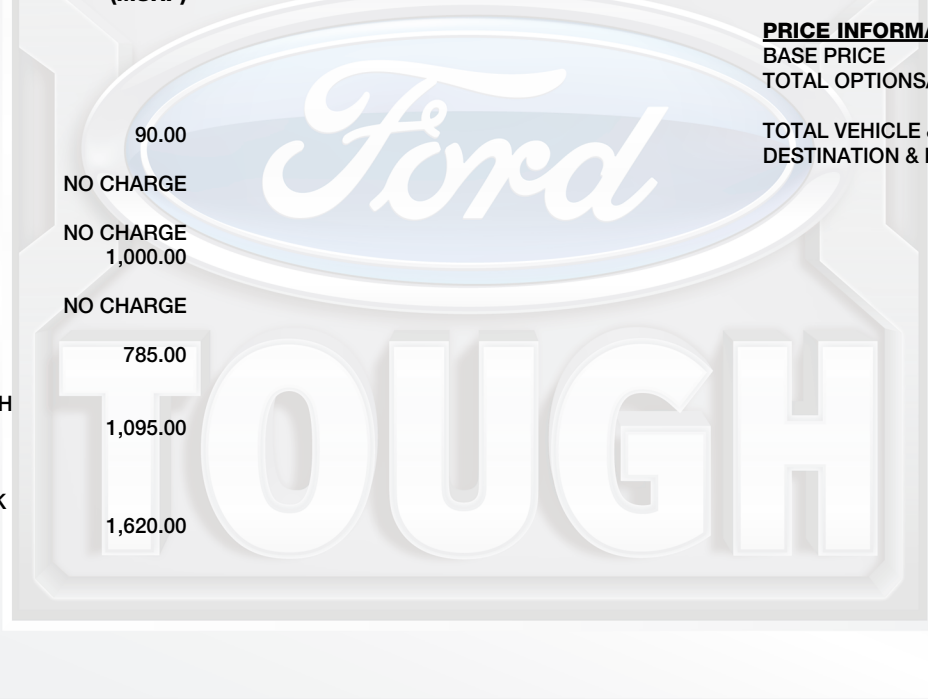 (MSRP)
90.00
NO CHARGE
NO CHARGE
1,000.00
NO CHARGE
785.00
H
1,095.00
K
1,620.00
PRICE INFORMA
BASE PRICE
TOTAL OPTIONS
TOTAL VEHICLE &
DESTINATION &
Ford
TOUGH